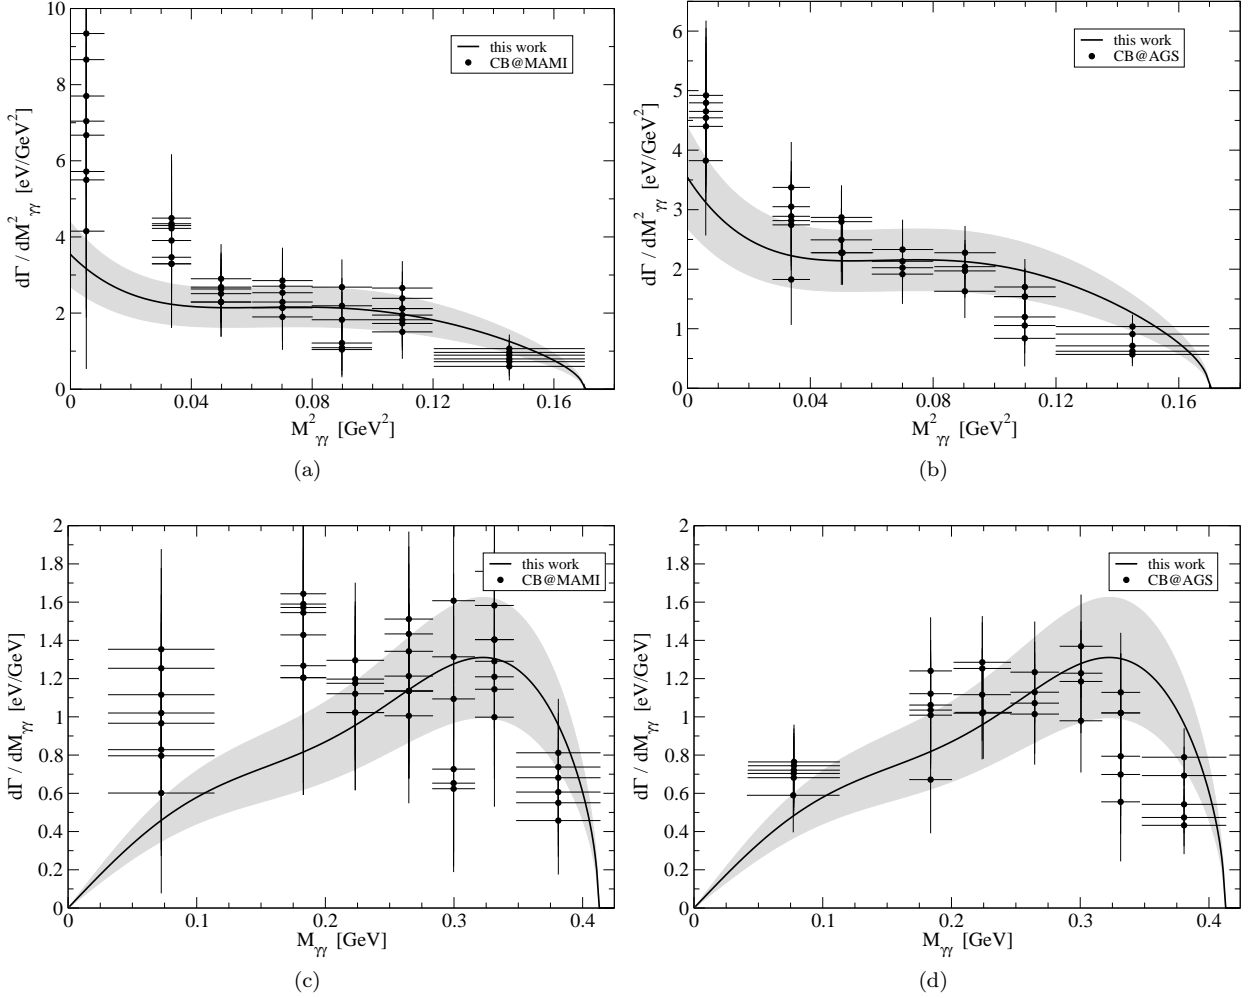 10
8
6
4
2
0
dΓ / dM²γγ [eV/GeV²]
this work
CB@MAMI
0 0.04 0.08 0.12 0.16
M²γγ [GeV²]
(a)
6
5
4
3
2
1
0
dΓ / dM²γγ [eV/GeV²]
this work
CB@AGS
0 0.04 0.08 0.12 0.16
M²γγ [GeV²]
(b)
2
1.8
1.6
1.4
1.2
1
0.8
0.6
0.4
0.2
0
dΓ / dMγγ [eV/GeV]
this work
CB@MAMI
0 0.1 0.2 0.3 0.4
Mγγ [GeV]
(c)
2
1.8
1.6
1.4
1.2
1
0.8
0.6
0.4
0.2
0
dΓ / dMγγ [eV/GeV]
this work
CB@AGS
0 0.1 0.2 0.3 0.4
Mγγ [GeV]
(d)